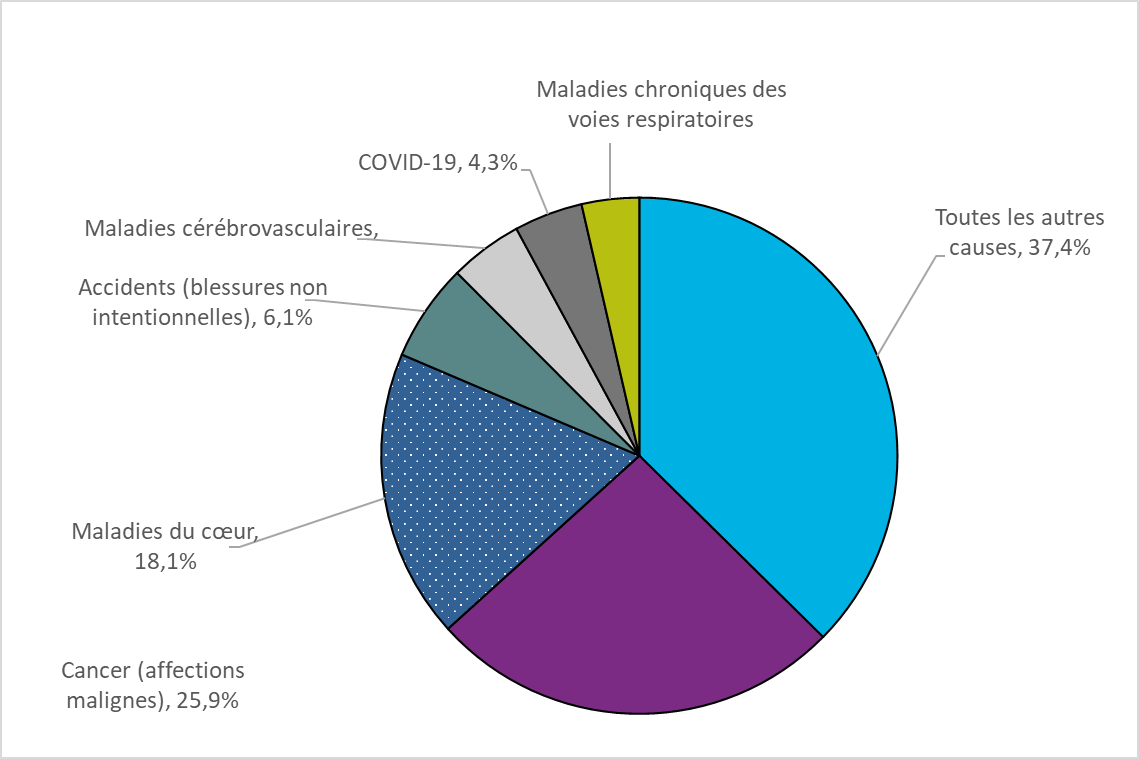 Maladies chroniques des
voies respiratoires
COVID-19, 4,3%
Maladies cérébrovasculaires,
Toutes les autres
causes, 37,4%
Accidents (blessures non
intentionnelles), 6,1%
Maladies du cœur,
18,1%
Cancer (affections
malignes), 25,9%